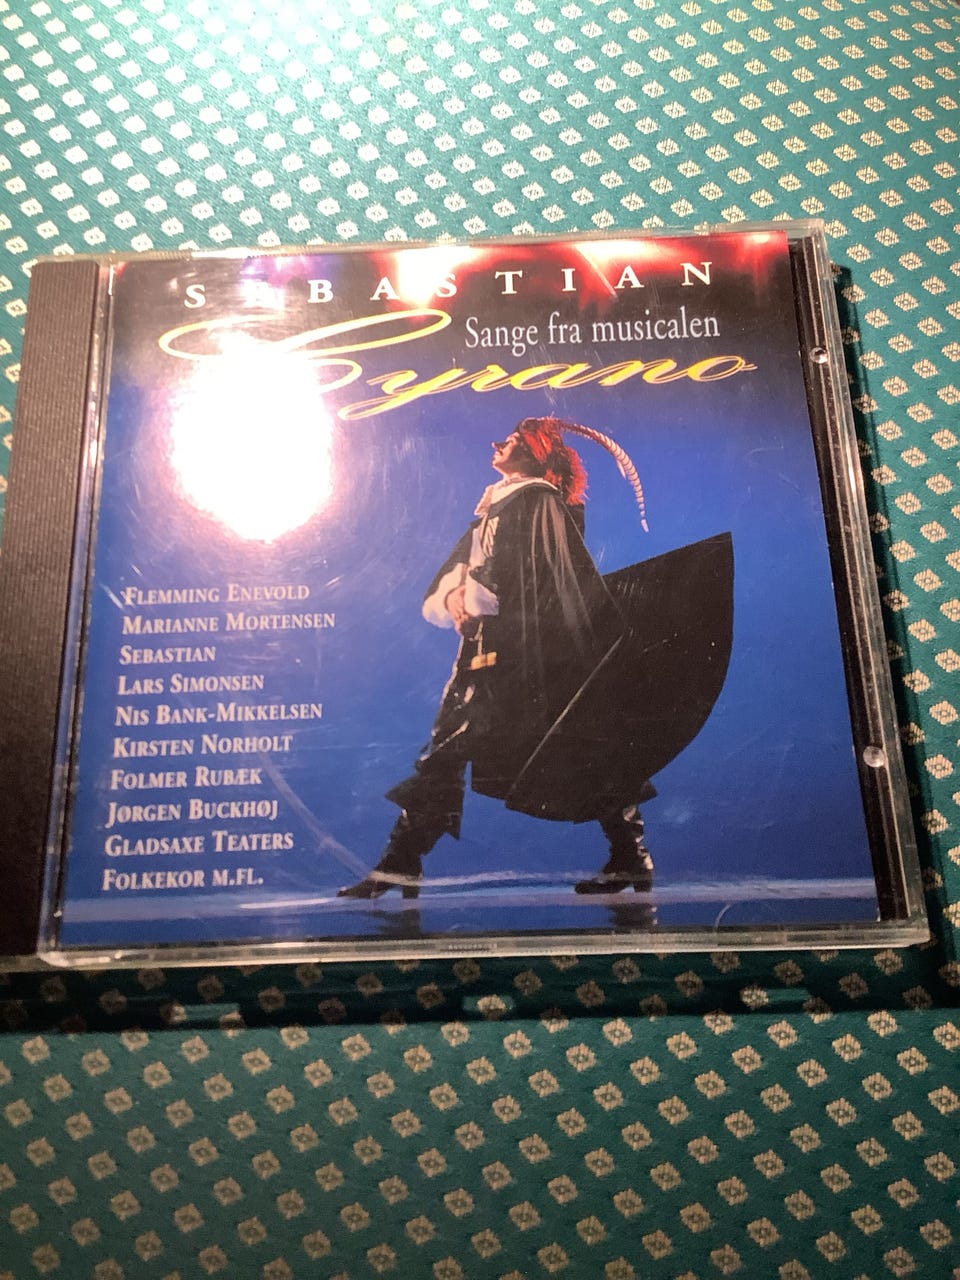 SEBASTIAN
Sange fra musicalen
Cyrano
FLEMMING ENEVOLD
MARIANNE MORTENSEN
SEBASTIAN
LARS SIMONSEN
NIS BANK-MIKKELSEN
KIRSTEN NORHOLT
FOLMER RUBÆK
JØRGEN BUCKHØJ
GLADSAXE TEATERS
FOLKEKOR M.FL.